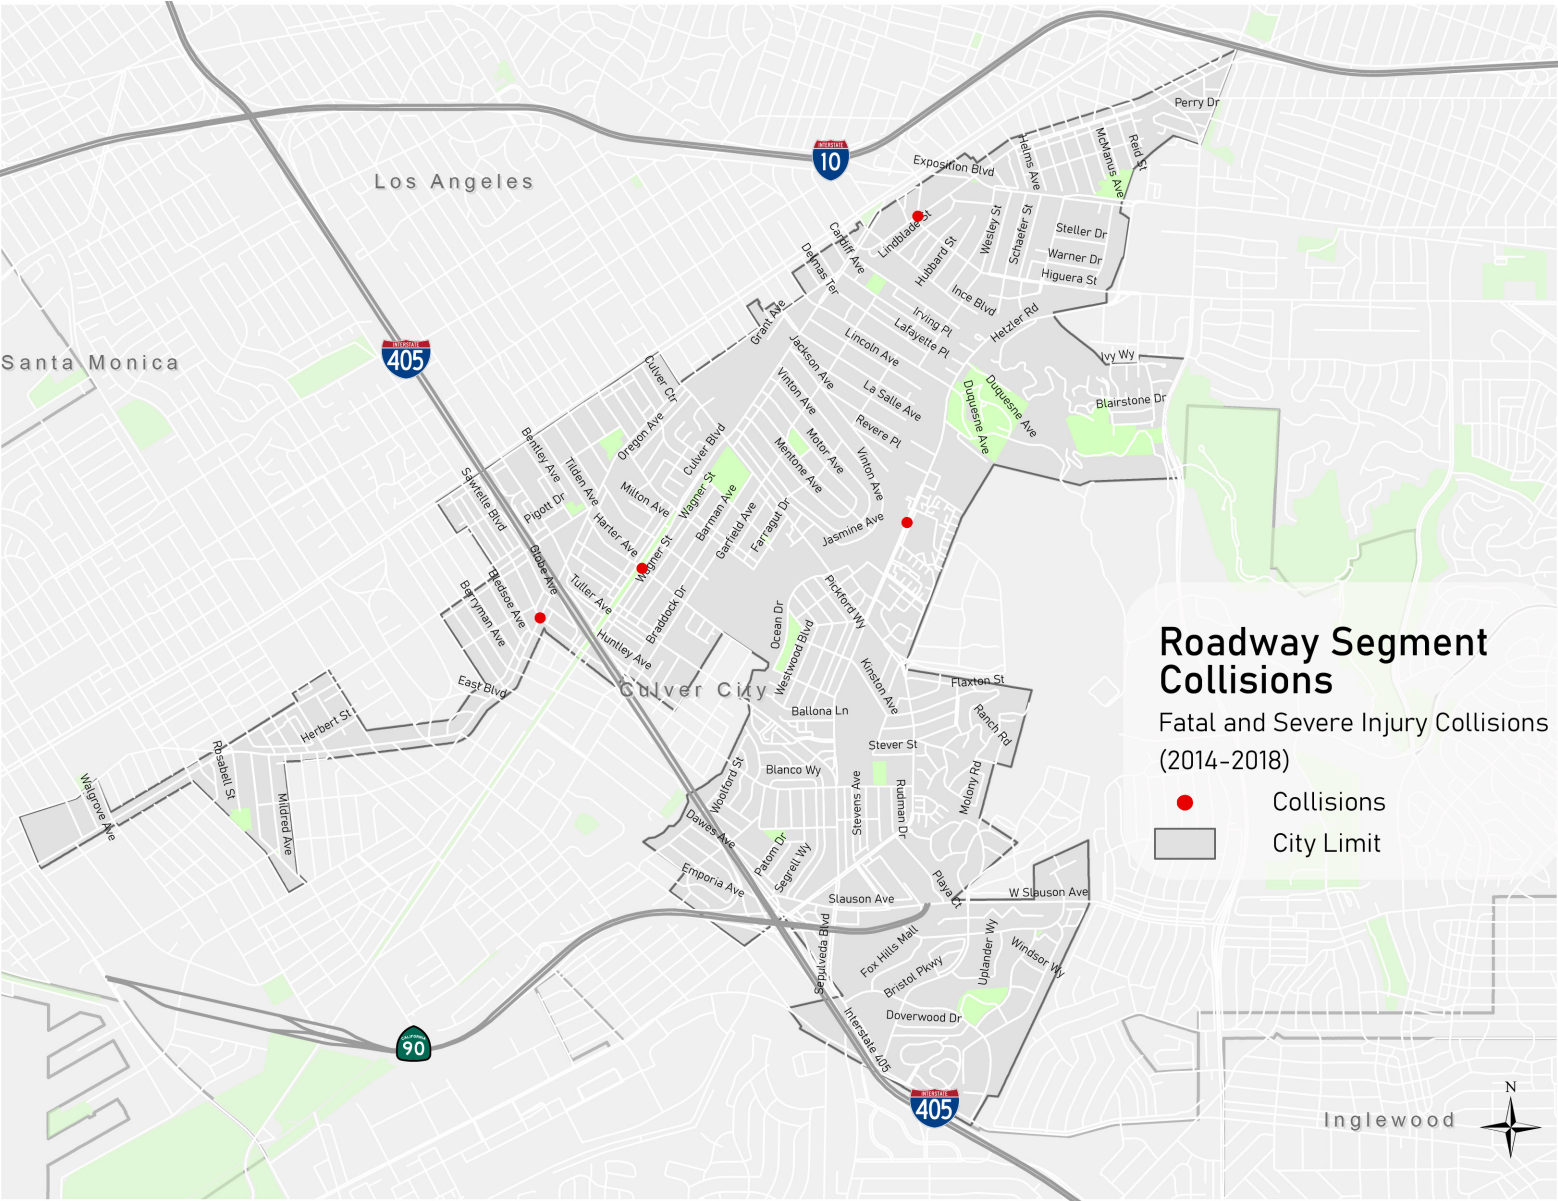 Perry Dr
McManus Ave
Reid St
Helms Ave
INTERSTATE
10
Exposition Blvd
Los Angeles
Lindblade St
Cardiff Ave
Wesley St
Schaefer St
Steller Dr
Hubbard St
Delmas Ter
Warner Dr
Higuera St
Ince Blvd
Grant Ave
Irving Pl
Hetzler Rd
Lafayette Pl
Lincoln Ave
INTERSTATE
405
Santa Monica
Ivy Wy
Culver Ctr
Jackson Ave
Vinton Ave
La Salle Ave
Duquesne Ave
Duquesne Ave
Blairstone Dr
Oregon Ave
Revere Pl
Culver Blvd
Bentley Ave
Motor Ave
Mentone Ave
Vinton Ave
Tilden Ave
Sawtelle Blvd
Milton Ave
Wagner St
Pigott Dr
Barman Ave
Garfield Ave
Farragut Dr
Jasmine Ave
Harter Ave
Wagner St
Globe Ave
Tuller Ave
Bledsoe Ave
Berryman Ave
Braddock Dr
Pickford Wy
Ocean Dr
Huntley Ave
Westwood Blvd
Roadway Segment
Collisions
Fatal and Severe Injury Collisions
(2014-2018)
Collisions
City Limit
Culver City
East Blvd
Kinston Ave
Flaxton St
Ballona Ln
Ranch Rd
Herbert St
Stever St
Rosabell St
Blanco Wy
Woolford St
Stevens Ave
Rudman Dr
Molony Rd
Walgrove Ave
Mildred Ave
Dawes Ave
Patom Dr
Segrell Wy
Emporia Ave
Playa Ct
Slauson Ave
W Slauson Ave
Sepulveda Blvd
Fox Hills Mall
Uplander Wy
Windsor Wy
Bristol Pkwy
Doverwood Dr
Interstate 405
CALIFORNIA
90
INTERSTATE
405
Inglewood
N